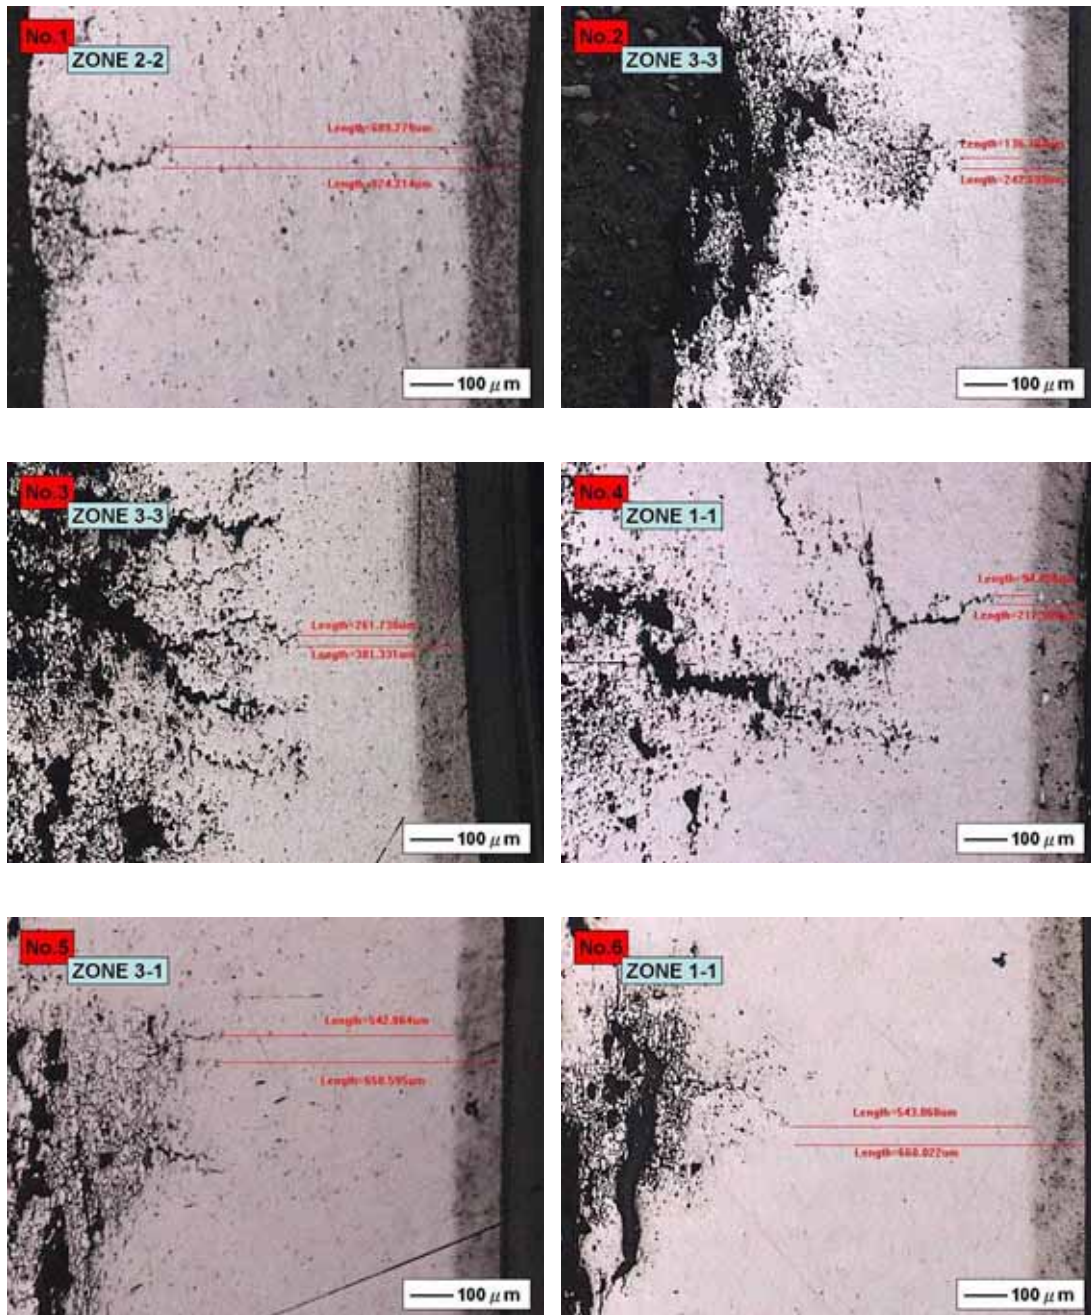 No.1
ZONE 2-2
100 μm
No.2
ZONE 3-3
100 μm
No.3
ZONE 3-3
Length=261.736um
Length=381.331um
100 μm
No.4
ZONE 1-1
100 μm
No.5
ZONE 3-1
Length=542.864um
Length=658.595um
100 μm
No.6
ZONE 1-1
Length=543.060um
Length=660.022um
100 μm